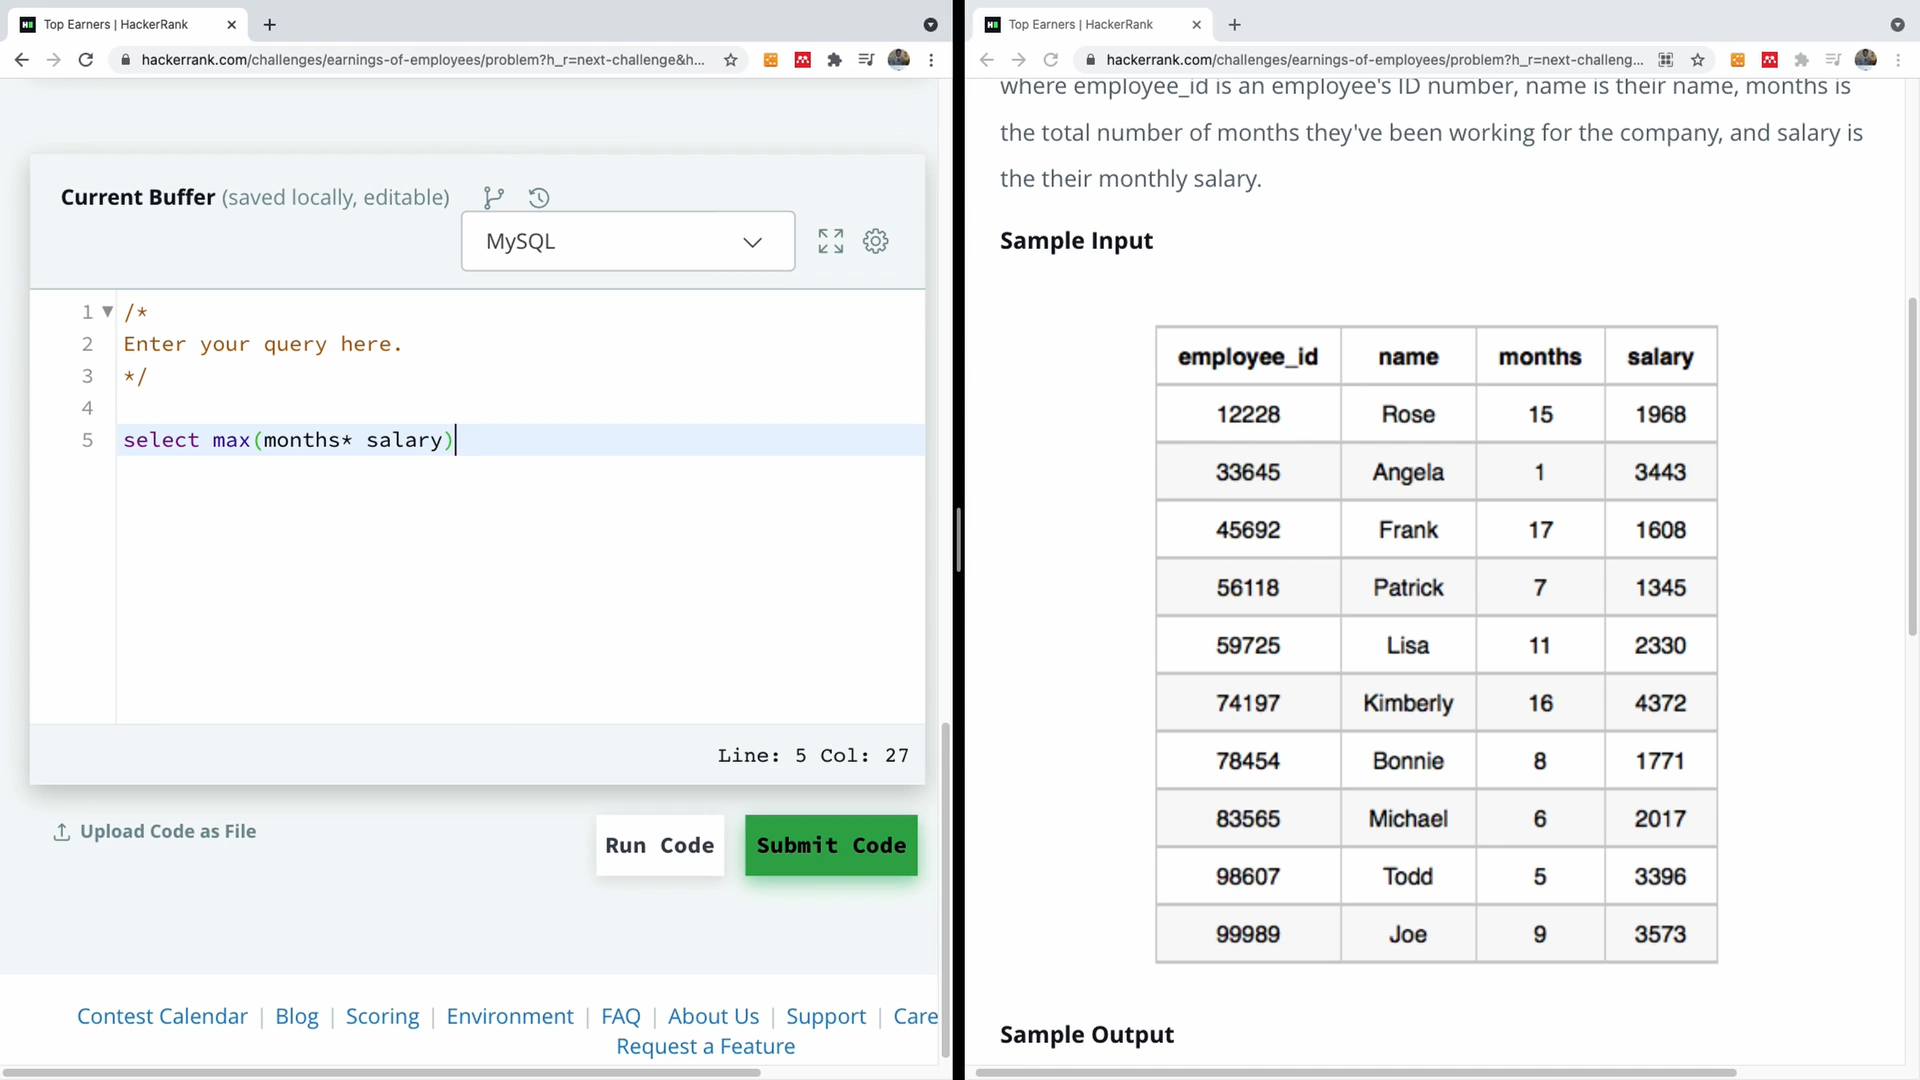 Top Earners | HackerRank
hackerrank.com/challenges/earnings-of-employees/problem?h_r=next-challenge&h...
Current Buffer (saved locally, editable)
MySQL
1 /*
2 Enter your query here.
3 */
4
5 select max(months* salary)
Line: 5 Col: 27
Upload Code as File
Run Code
Submit Code
Contest Calendar | Blog | Scoring | Environment | FAQ | About Us | Support | Care
Request a Feature
Top Earners | HackerRank
hackerrank.com/challenges/earnings-of-employees/problem?h_r=next-challeng...
where employee_id is an employee's ID number, name is their name, months is
the total number of months they've been working for the company, and salary is
the their monthly salary.
Sample Input
employee_id name months salary
12228 Rose 15 1968
33645 Angela 1 3443
45692 Frank 17 1608
56118 Patrick 7 1345
59725 Lisa 11 2330
74197 Kimberly 16 4372
78454 Bonnie 8 1771
83565 Michael 6 2017
98607 Todd 5 3396
99989 Joe 9 3573
Sample Output